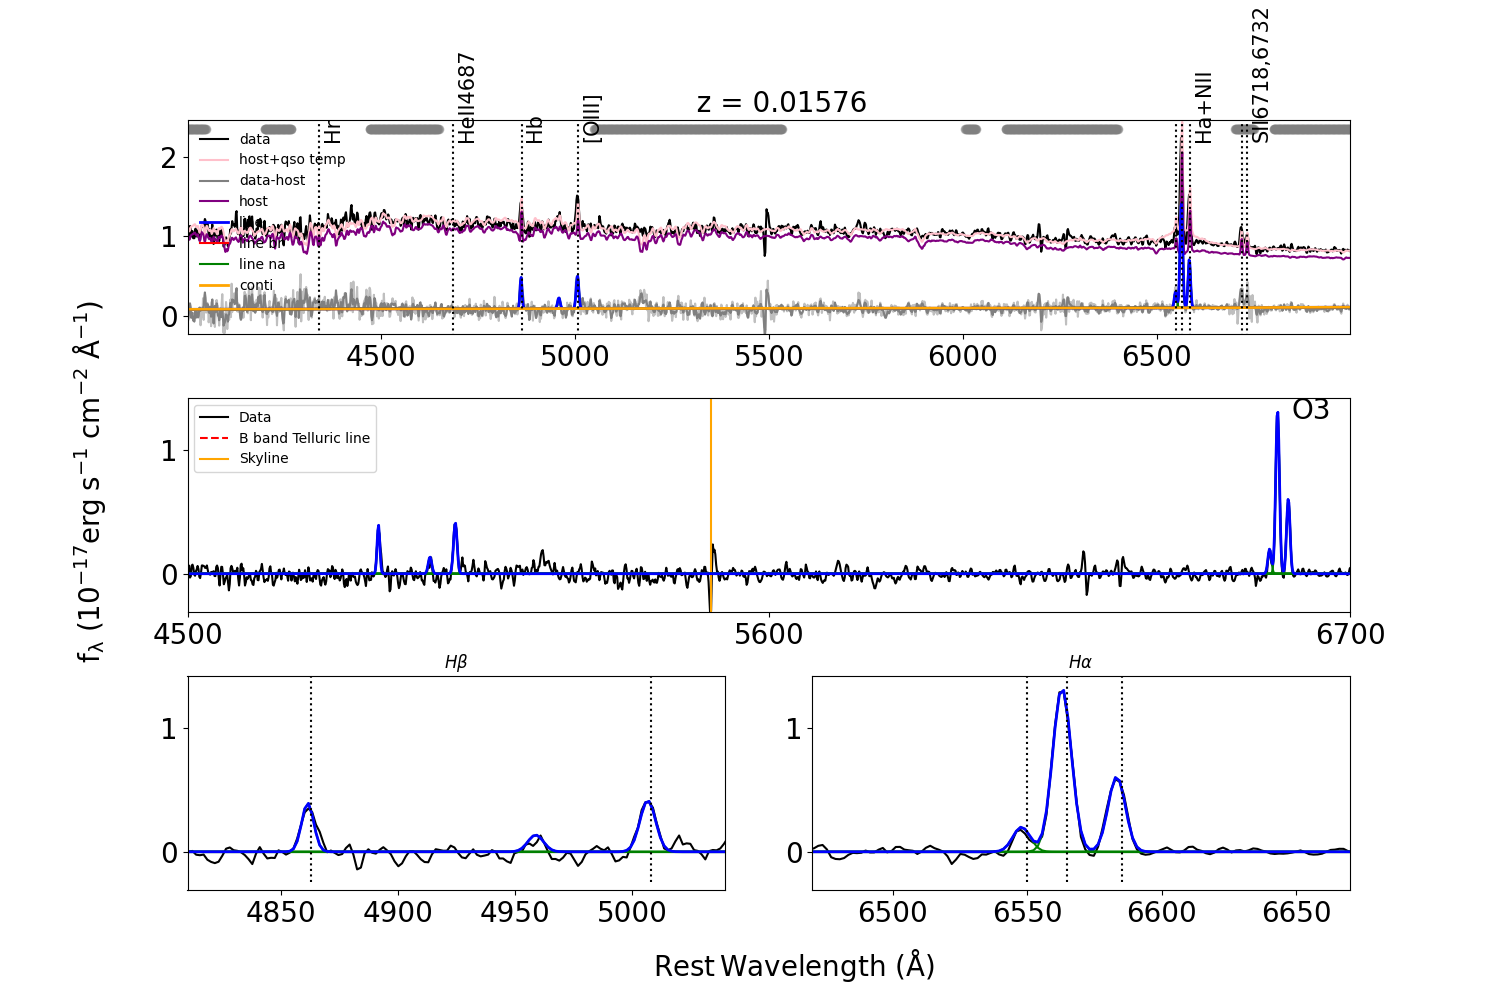 z = 0.01576
Hr
HeII4687
Hb
[OIII]
Ha+NII
SII6718,6732
data
host+qso temp
data-host
host
line na
conti
2
1
0
4500 5000 5500 6000 6500
fλ (10−17erg s−1 cm−2 Å−1)
Data
B band Telluric line
Skyline
O3
1
0
4500 5600 6700
Hβ
1
0
4850 4900 4950 5000
Hα
1
0
6500 6550 6600 6650
Rest Wavelength (Å)